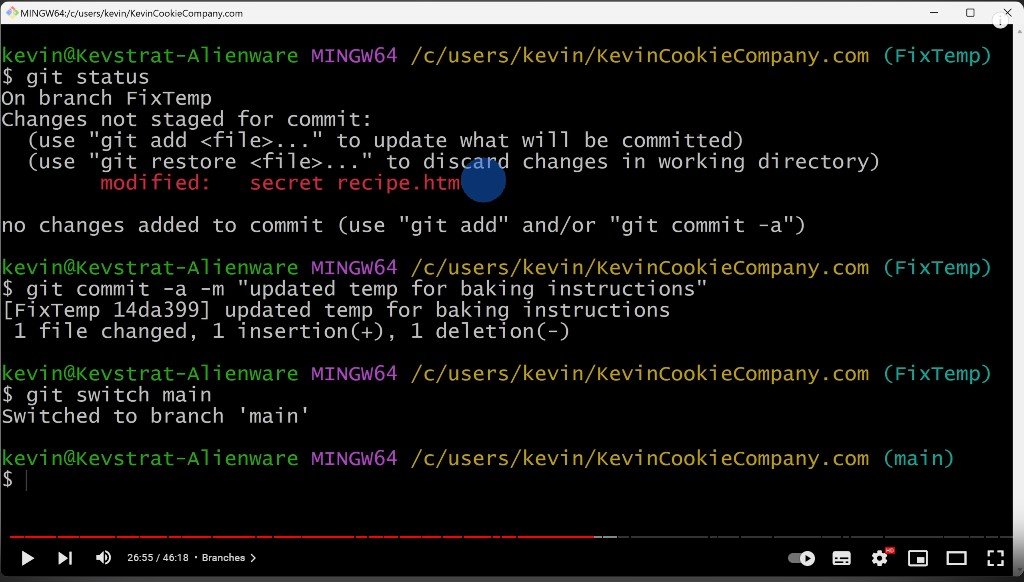 MINGW64:/c/users/kevin/KevinCookieCompany.com
kevin@Kevstrat-Alienware MINGW64 /c/users/kevin/KevinCookieCompany.com (FixTemp)
$ git status
On branch FixTemp
Changes not staged for commit:
  (use "git add <file>..." to update what will be committed)
  (use "git restore <file>..." to discard changes in working directory)
        modified:   secret recipe.htm
no changes added to commit (use "git add" and/or "git commit -a")
kevin@Kevstrat-Alienware MINGW64 /c/users/kevin/KevinCookieCompany.com (FixTemp)
$ git commit -a -m "updated temp for baking instructions"
[FixTemp 14da399] updated temp for baking instructions
 1 file changed, 1 insertion(+), 1 deletion(-)
kevin@Kevstrat-Alienware MINGW64 /c/users/kevin/KevinCookieCompany.com (FixTemp)
$ git switch main
Switched to branch 'main'
kevin@Kevstrat-Alienware MINGW64 /c/users/kevin/KevinCookieCompany.com (main)
$
26:55 / 46:18 • Branches >
HD